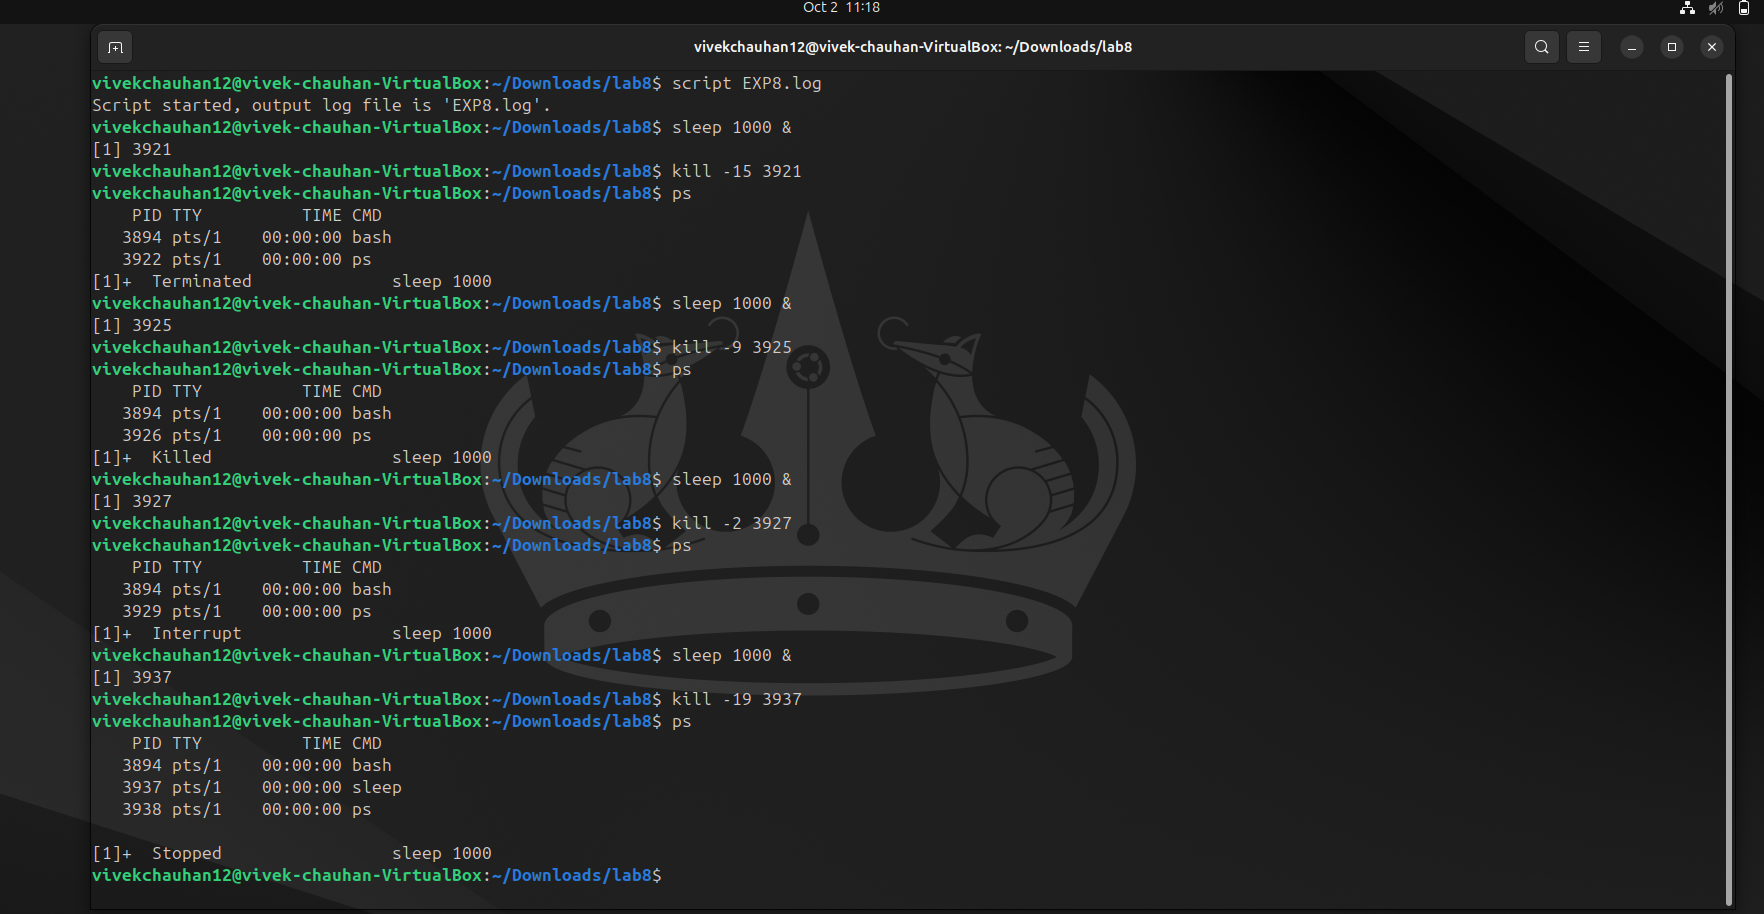 Oct 2 11:18
vivekchauhan12@vivek-chauhan-VirtualBox: ~/Downloads/lab8
vivekchauhan12@vivek-chauhan-VirtualBox:~/Downloads/lab8$ script EXP8.log
Script started, output log file is 'EXP8.log'.
vivekchauhan12@vivek-chauhan-VirtualBox:~/Downloads/lab8$ sleep 1000 &
[1] 3921
vivekchauhan12@vivek-chauhan-VirtualBox:~/Downloads/lab8$ kill -15 3921
vivekchauhan12@vivek-chauhan-VirtualBox:~/Downloads/lab8$ ps
    PID TTY          TIME CMD
   3894 pts/1    00:00:00 bash
   3922 pts/1    00:00:00 ps
[1]+  Terminated              sleep 1000
vivekchauhan12@vivek-chauhan-VirtualBox:~/Downloads/lab8$ sleep 1000 &
[1] 3925
vivekchauhan12@vivek-chauhan-VirtualBox:~/Downloads/lab8$ kill -9 3925
vivekchauhan12@vivek-chauhan-VirtualBox:~/Downloads/lab8$ ps
    PID TTY          TIME CMD
   3894 pts/1    00:00:00 bash
   3926 pts/1    00:00:00 ps
[1]+  Killed                  sleep 1000
vivekchauhan12@vivek-chauhan-VirtualBox:~/Downloads/lab8$ sleep 1000 &
[1] 3927
vivekchauhan12@vivek-chauhan-VirtualBox:~/Downloads/lab8$ kill -2 3927
vivekchauhan12@vivek-chauhan-VirtualBox:~/Downloads/lab8$ ps
    PID TTY          TIME CMD
   3894 pts/1    00:00:00 bash
   3929 pts/1    00:00:00 ps
[1]+  Interrupt               sleep 1000
vivekchauhan12@vivek-chauhan-VirtualBox:~/Downloads/lab8$ sleep 1000 &
[1] 3937
vivekchauhan12@vivek-chauhan-VirtualBox:~/Downloads/lab8$ kill -19 3937
vivekchauhan12@vivek-chauhan-VirtualBox:~/Downloads/lab8$ ps
    PID TTY          TIME CMD
   3894 pts/1    00:00:00 bash
   3937 pts/1    00:00:00 sleep
   3938 pts/1    00:00:00 ps
[1]+  Stopped                 sleep 1000
vivekchauhan12@vivek-chauhan-VirtualBox:~/Downloads/lab8$